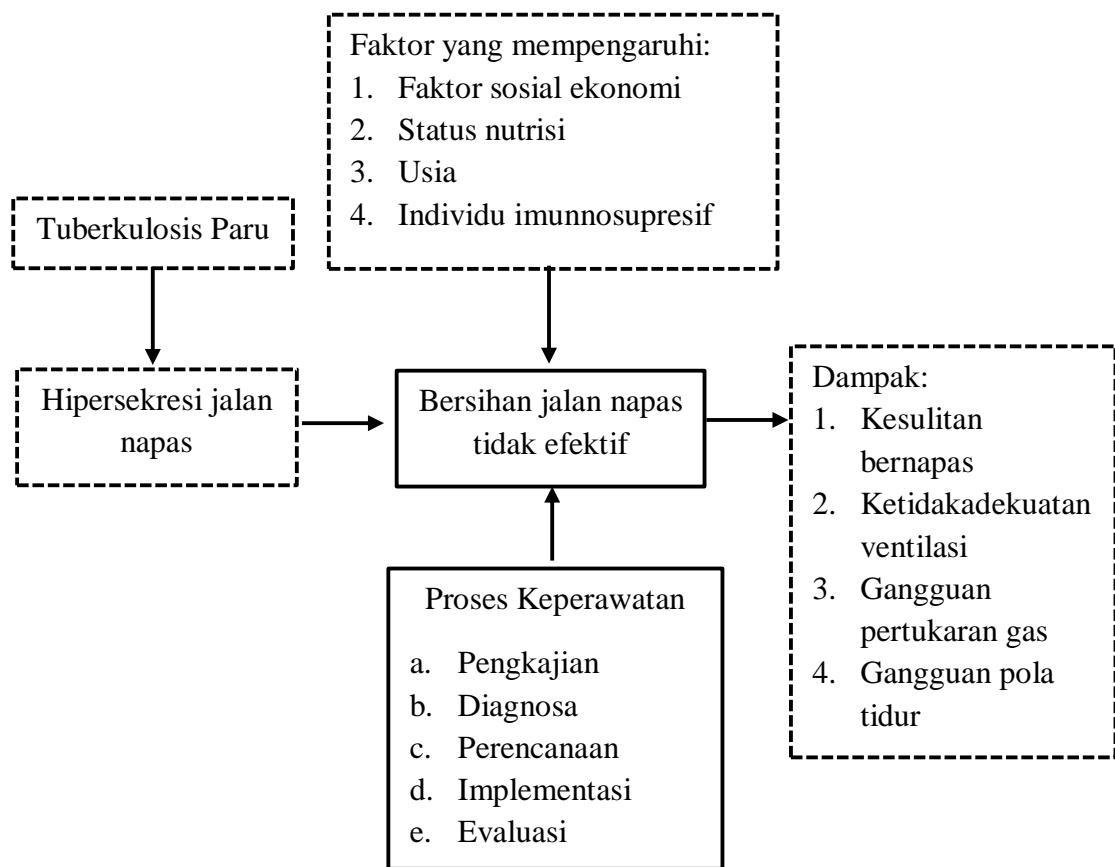 Faktor yang mempengaruhi:
1. Faktor sosial ekonomi
2. Status nutrisi
3. Usia
4. Individu imunnosupresif
Tuberkulosis Paru
Hipersekresi jalan
napas
Bersihan jalan napas
tidak efektif
Dampak:
1. Kesulitan
bernapas
2. Ketidakadekuatan
ventilasi
3. Gangguan
pertukaran gas
4. Gangguan pola
tidur
Proses Keperawatan
a. Pengkajian
b. Diagnosa
c. Perencanaan
d. Implementasi
e. Evaluasi